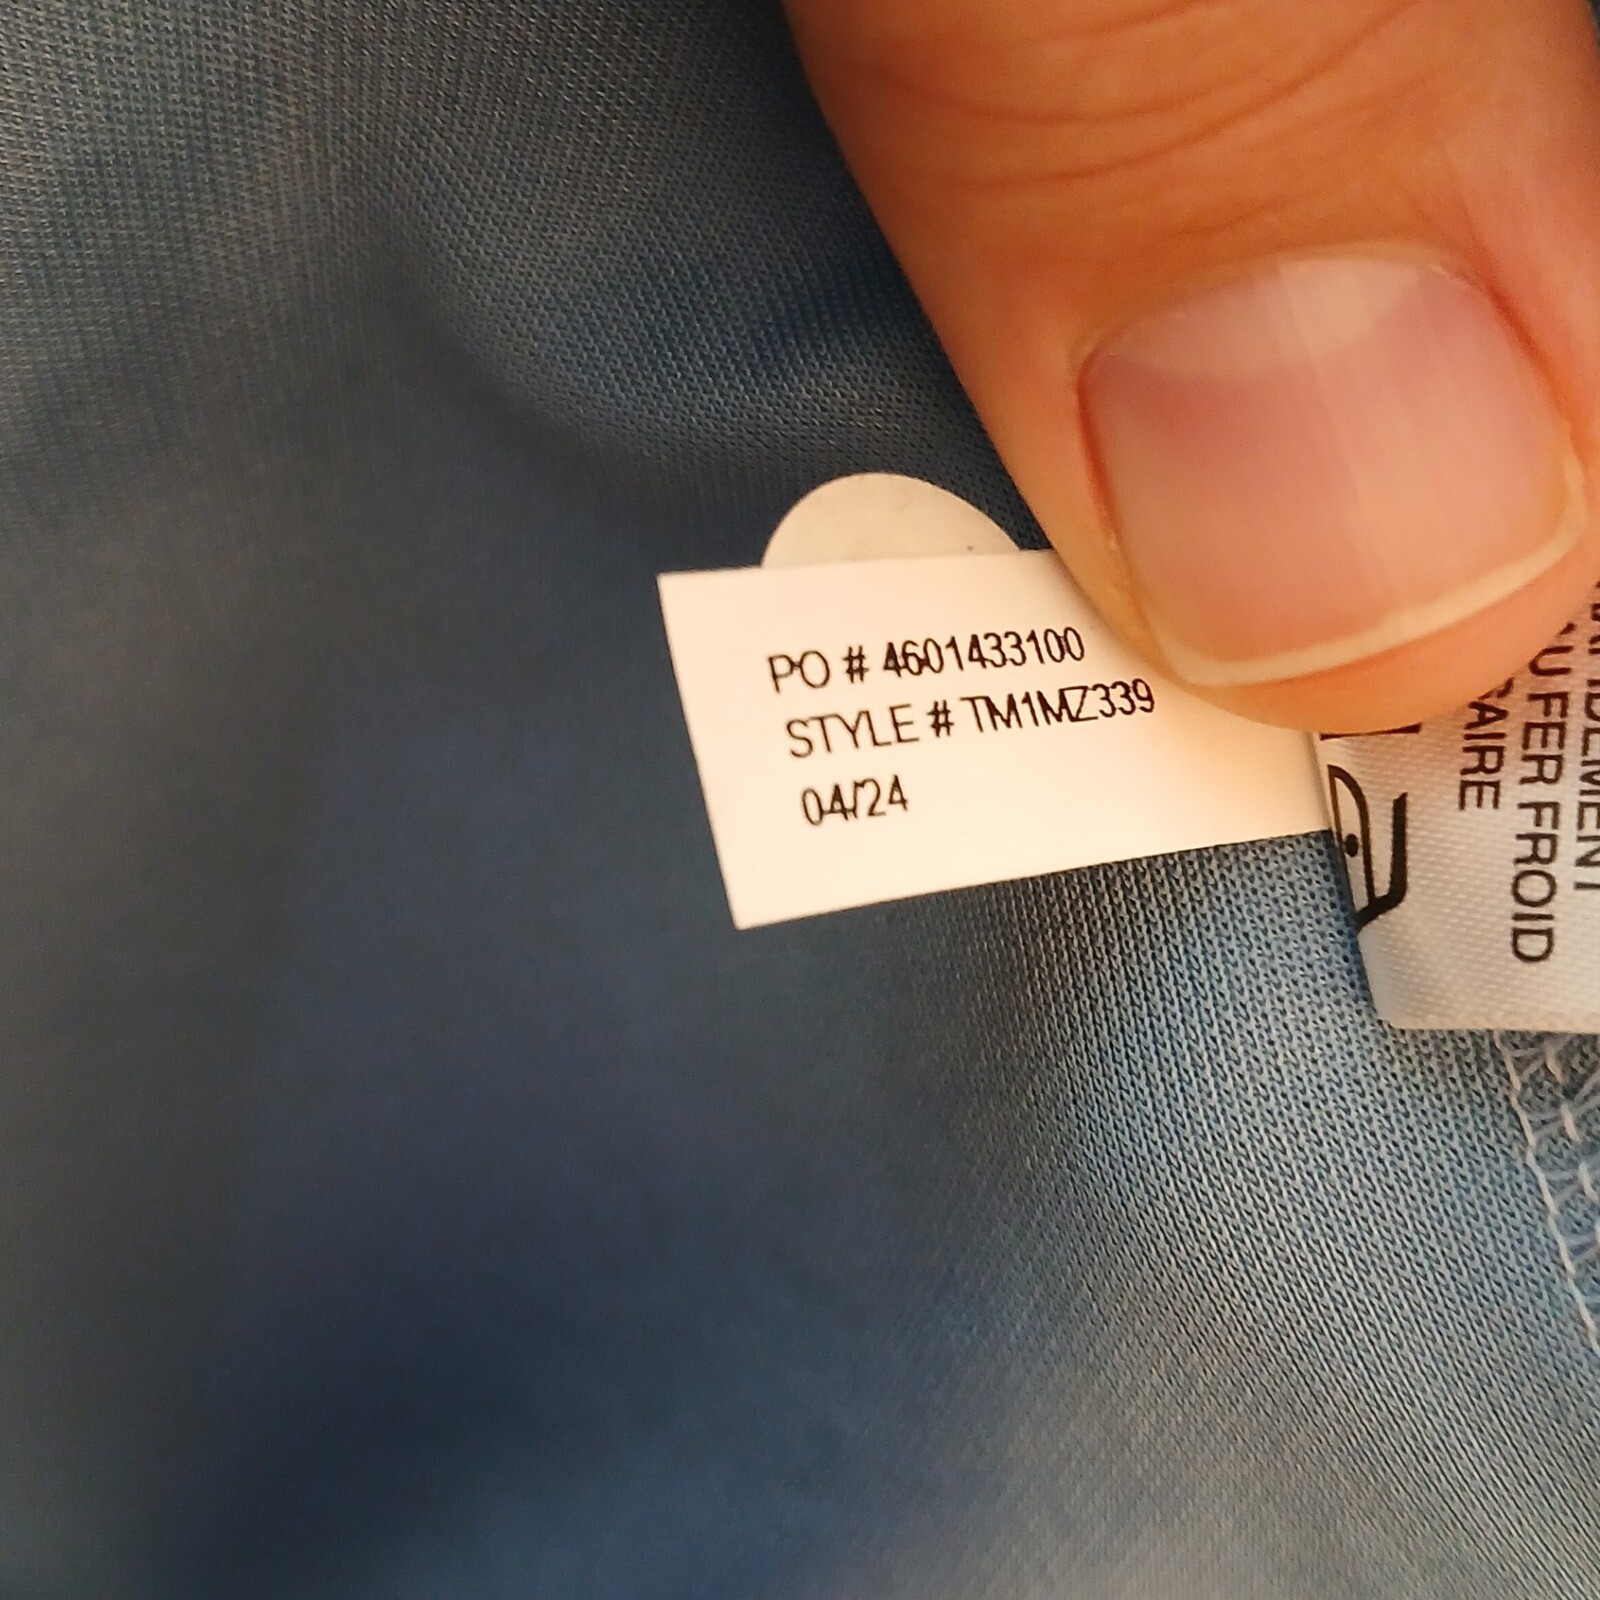 PO # 4601433100
STYLE # TM1MZ339
04/24
U FER FROID
AIRE